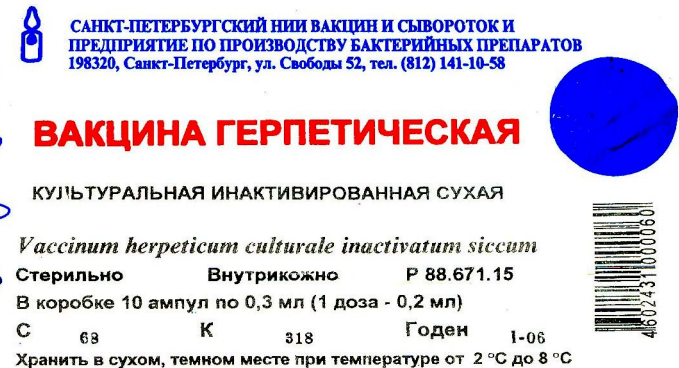 САНКТ-ПЕТЕРБУРГСКИЙ НИИ ВАКЦИН И СЫВОРОТОК И
ПРЕДПРИЯТИЕ ПО ПРОИЗВОДСТВУ БАКТЕРИЙНЫХ ПРЕПАРАТОВ
198320, Санкт-Петербург, ул. Свободы 52, тел. (812) 141-10-58
ВАКЦИНА ГЕРПЕТИЧЕСКАЯ
КУЛЬТУРАЛЬНАЯ ИНАКТИВИРОВАННАЯ СУХАЯ
Vaccinum herpeticum culturale inactivatum siccum
Стерильно Внутрикожно Р 88.671.15
В коробке 10 ампул по 0,3 мл (1 доза - 0,2 мл)
С 68 К 318 Годен 1-06
Хранить в сухом, темном месте при температуре от 2 °С до 8 °С
4602431000060